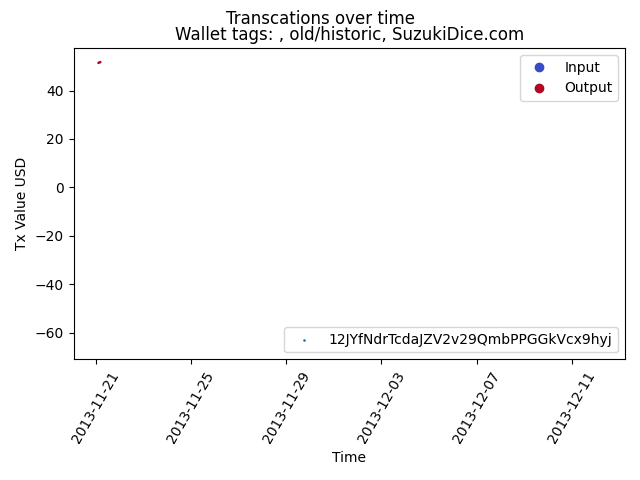 Transcations over time
Wallet tags: , old/historic, SuzukiDice.com
Input
Output
Tx Value USD
40
20
0
−20
−40
−60
12JYfNdrTcdaJZV2v29QmbPPGGkVcx9hyj
2013-11-21
2013-11-25
2013-11-29
2013-12-03
2013-12-07
2013-12-11
Time